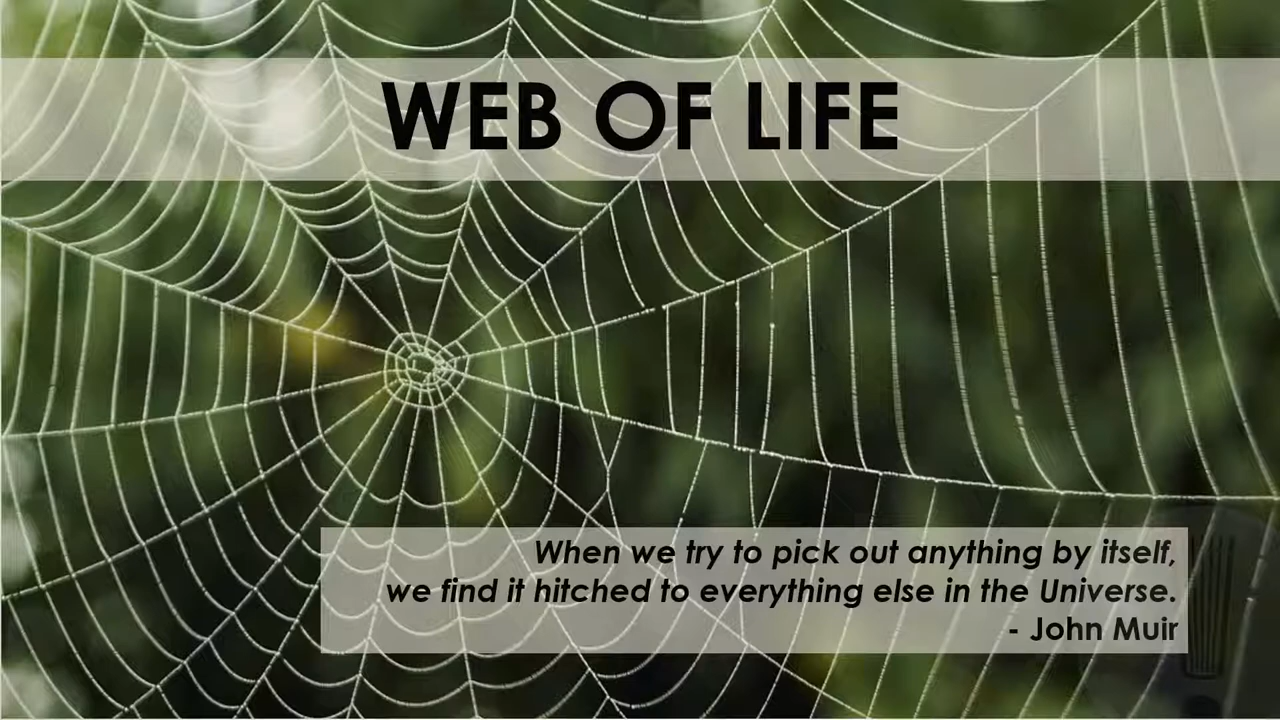 WEB OF LIFE
When we try to pick out anything by itself,
we find it hitched to everything else in the Universe.
- John Muir